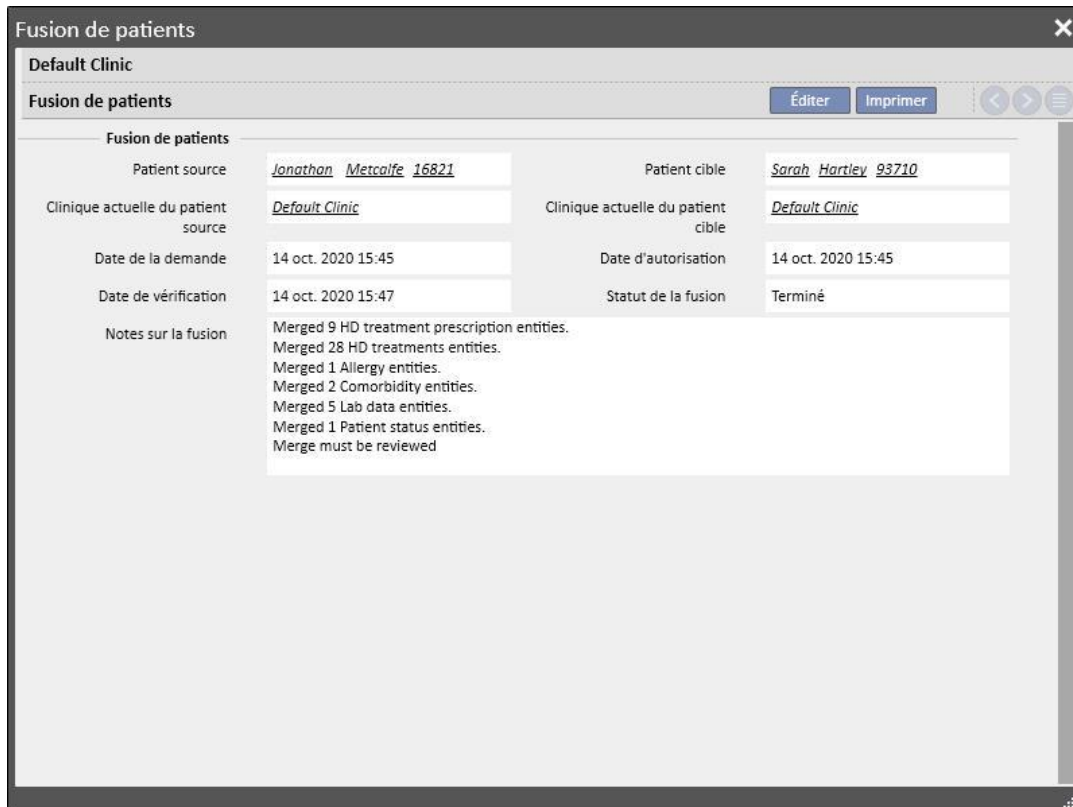 Fusion de patients
Default Clinic
Fusion de patients
Éditer
Imprimer
Fusion de patients
Patient source
Jonathan Metcalfe 16821
Patient cible
Sarah Hartley 93710
Clinique actuelle du patient
source
Default Clinic
Clinique actuelle du patient
cible
Default Clinic
Date de la demande
14 oct. 2020 15:45
Date d'autorisation
14 oct. 2020 15:45
Date de vérification
14 oct. 2020 15:47
Statut de la fusion
Terminé
Notes sur la fusion
Merged 9 HD treatment prescription entities.
Merged 28 HD treatments entities.
Merged 1 Allergy entities.
Merged 2 Comorbidity entities.
Merged 5 Lab data entities.
Merged 1 Patient status entities.
Merge must be reviewed